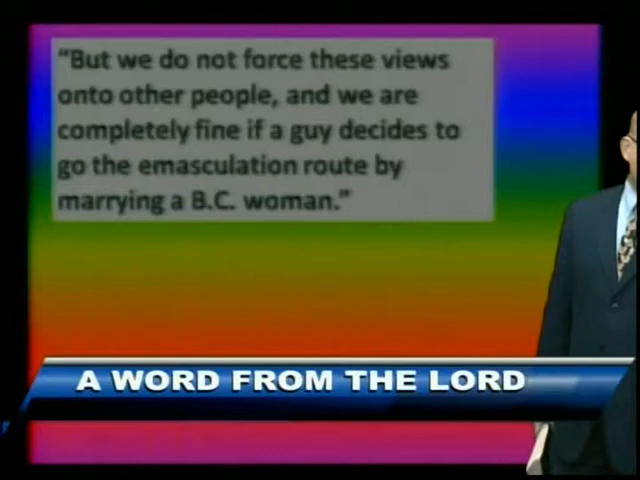 “But we do not force these views
onto other people, and we are
completely fine if a guy decides to
go the emasculation route by
marrying a B.C. woman.”
A WORD FROM THE LORD